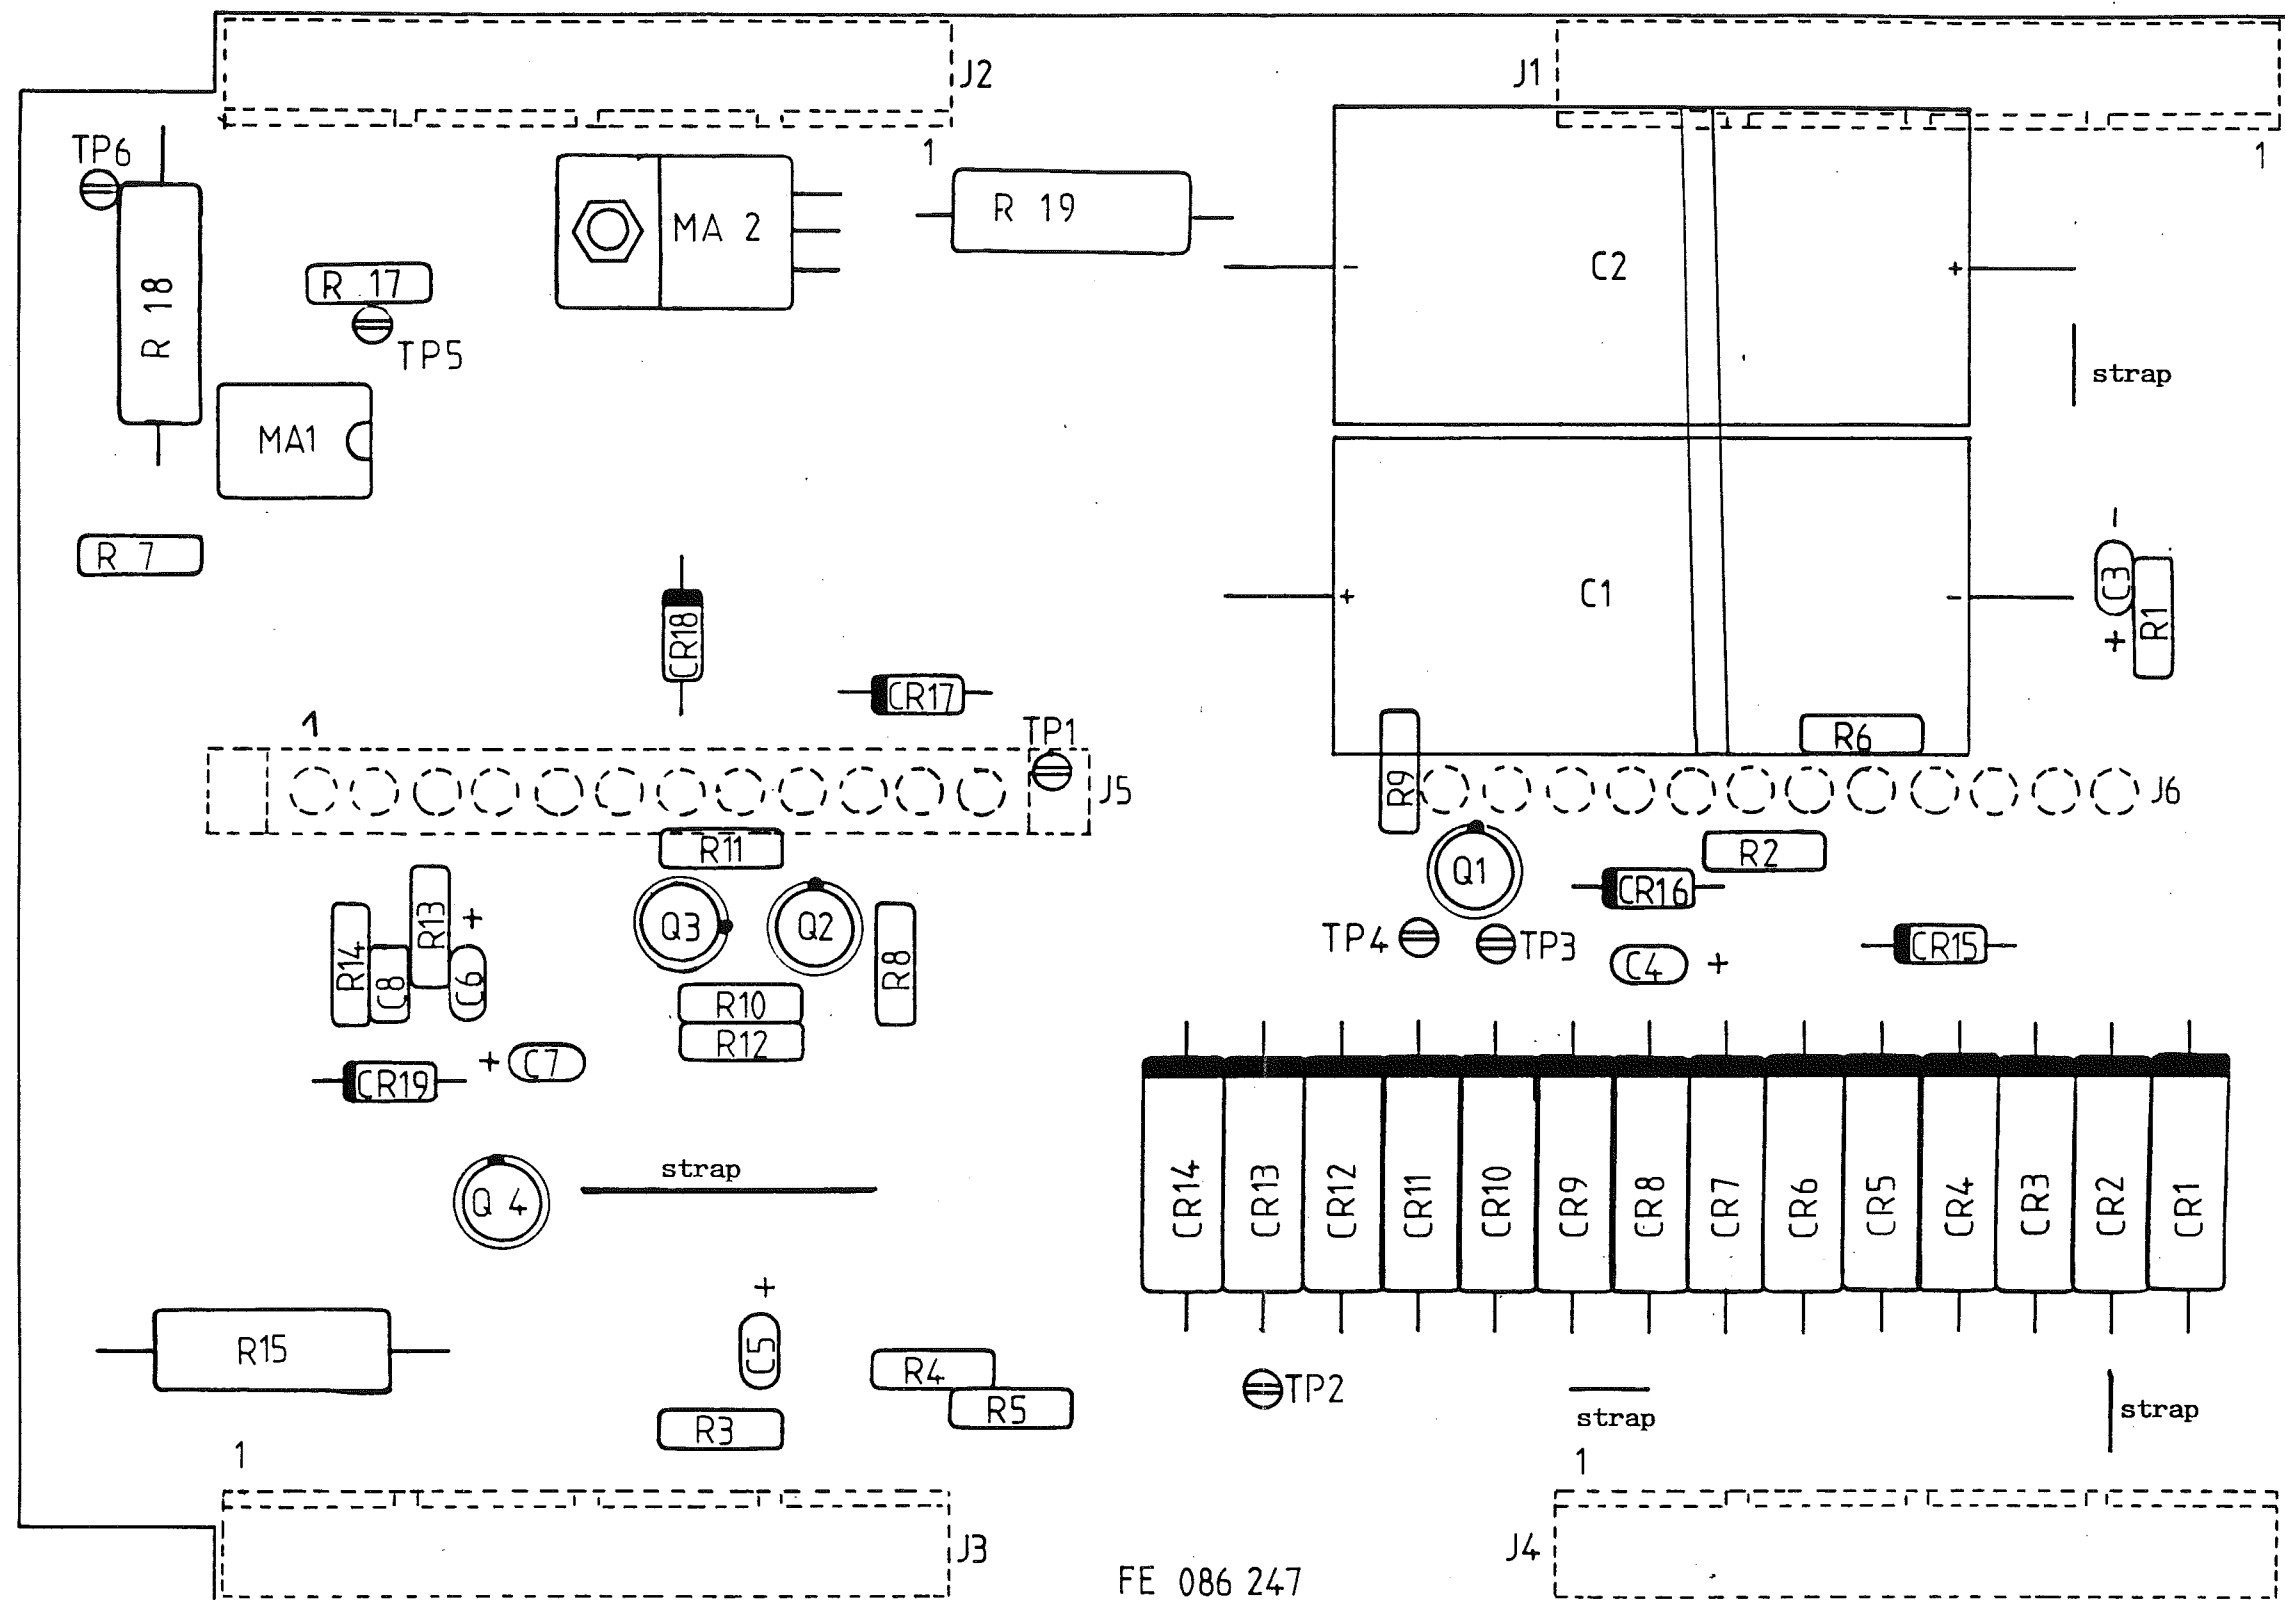 J2
J1
1
1
TP6
MA 2
R 19
R 18
R 17
TP5
C2
-
+
strap
MA1
R 7
C1
+
-
-
C3
+
R1
CR18
CR17
1
TP1
J5
R9
R6
J6
R11
Q1
R2
CR16
R14
C8
R13
+
C6
Q3
Q2
R8
TP4
TP3
C4 +
CR15
R10
R12
+ C7
CR19
Q 4
strap
CR14
CR13
CR12
CR11
CR10
CR9
CR8
CR7
CR6
CR5
CR4
CR3
CR2
CR1
R15
+
C5
R4
R5
R3
TP2
strap
strap
1
1
J3
J4
FE 086 247